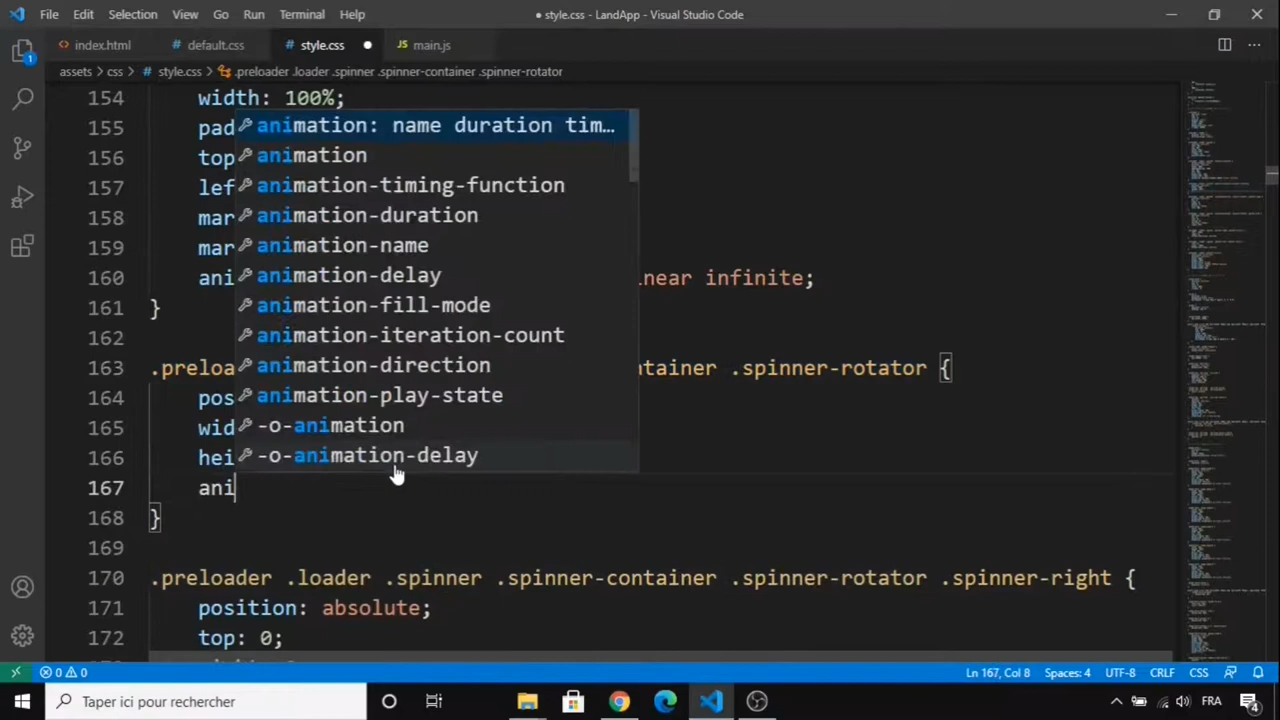 File Edit Selection View Go Run Terminal Help ● style.css - LandApp - Visual Studio Code
index.html default.css style.css main.js
assets > css > style.css > .preloader .loader .spinner .spinner-container .spinner-rotator
154 width: 100%;
animation: name duration tim…
155 pad
animation
156 top
animation-timing-function
157 lef
animation-duration
158 mar
animation-name
159 mar
animation-delay
160 ani near infinite;
animation-fill-mode
161 }
animation-iteration-count
162
animation-direction
163 .preloa tainer .spinner-rotator {
animation-play-state
164 pos
-o-animation
165 wid
-o-animation-delay
166 hei
167 ani
168 }
169
170 .preloader .loader .spinner .spinner-container .spinner-rotator .spinner-right {
171 position: absolute;
172 top: 0;
0 0 Ln 167, Col 8 Spaces: 4 UTF-8 CRLF CSS
Taper ici pour rechercher FRA 4